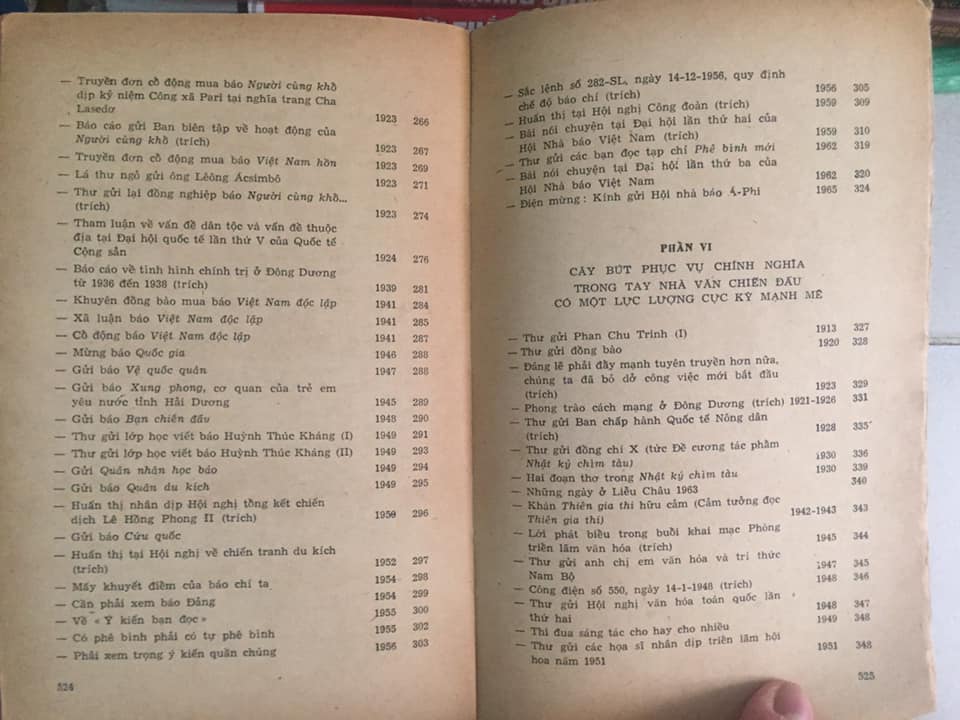 — Truyền đơn cổ động mua báo Người cùng khổ
dịp kỷ niệm Công xã Pari tại nghĩa trang Cha
Lasedơ 1923 266
— Báo cáo gửi Ban biên tập về hoạt động của
Người cùng khổ (trích) 1923 267
— Truyền đơn cổ động mua báo Việt Nam hồn 1923 269
— Lá thư ngỏ gửi ông Lêông Ácsimbô 1923 271
— Thư gửi lại đồng nghiệp báo Người cùng khổ...
(trích) 1923 274
— Tham luận về vấn đề dân tộc và vấn đề thuộc
địa tại Đại hội quốc tế lần thứ V của Quốc tế
Cộng sản 1924 276
— Báo cáo về tình hình chính trị ở Đông Dương
từ 1936 đến 1938 (trích) 1939 281
— Khuyên đồng bào mua báo Việt Nam độc lập 1941 284
— Xã luận báo Việt Nam độc lập 1941 285
— Cổ động báo Việt Nam độc lập 1941 287
— Mừng báo Quốc gia 1946 288
— Gửi báo Vệ quốc quân 1947 288
— Gửi báo Xung phong, cơ quan của trẻ em
yêu nước tỉnh Hải Dương 1945 289
— Gửi báo Bạn chiến đấu 1948 290
— Thư gửi lớp học viết báo Huỳnh Thúc Kháng (I) 1949 291
— Thư gửi lớp học viết báo Huỳnh Thúc Kháng (II) 1949 293
— Gửi Quân nhân học báo 1949 294
— Gửi báo Quân du kích 1949 295
— Huấn thị nhân dịp Hội nghị tổng kết chiến
dịch Lê Hồng Phong II (trích) 1950 296
— Gửi báo Cứu quốc
— Huấn thị tại Hội nghị về chiến tranh du kích
(trích) 1952 297
— Mấy khuyết điểm của báo chí ta 1954 298
— Cần phải xem báo Đảng 1954 299
— Về « Ý kiến bạn đọc » 1955 300
— Có phê bình phải có tự phê bình 1955 302
— Phải xem trọng ý kiến quần chúng 1956 303
524
— Sắc lệnh số 282-SL, ngày 14-12-1956, quy định
chế độ báo chí (trích) 1956 305
— Huấn thị tại Hội nghị Công đoàn (trích) 1959 309
— Bài nói chuyện tại Đại hội lần thứ hai của
Hội Nhà báo Việt Nam (trích) 1959 310
— Thư gửi các bạn đọc tạp chí Phê bình mới 1962 319
— Bài nói chuyện tại Đại hội lần thứ ba của
Hội Nhà báo Việt Nam 1962 320
— Điện mừng: Kính gửi Hội nhà báo Á-Phi 1965 324
PHẦN VI
CÂY BÚT PHỤC VỤ CHÍNH NGHĨA
TRONG TAY NHÀ VĂN CHIẾN ĐẤU
CÓ MỘT LỰC LƯỢNG CỰC KỲ MẠNH MẼ
— Thư gửi Phan Chu Trinh (I) 1913 327
— Thư gửi đồng bào 1920 328
— Đáng lẽ phải đẩy mạnh tuyên truyền hơn nữa,
chúng ta đã bỏ dở công việc mới bắt đầu
(trích) 1923 329
— Phong trào cách mạng ở Đông Dương (trích) 1921-1926 331
— Thư gửi Ban chấp hành Quốc tế Nông dân
(trích) 1928 335
— Thư gửi đồng chí X (tức Đề cương tác phẩm
Nhật ký chìm tàu) 1930 336
— Hai đoạn thơ trong Nhật ký chìm tàu 1930 339
— Những ngày ở Liễu Châu 1963 340
— Khán Thiên gia thi hữu cảm (Cảm tưởng đọc
Thiên gia thi) 1942-1943 343
— Lời phát biểu trong buổi khai mạc Phòng
triển lãm văn hóa (trích) 1945 344
— Thư gửi anh chị em văn hóa và trí thức
Nam Bộ 1947 345
— Công điện số 550, ngày 14-1-1948 (trích) 1948 346
— Thư gửi Hội nghị văn hóa toàn quốc lần
thứ hai 1948 347
— Thi đua sáng tác cho hay cho nhiều 1949 348
— Thư gửi các họa sĩ nhân dịp triển lãm hội
họa năm 1951 1951 348
525